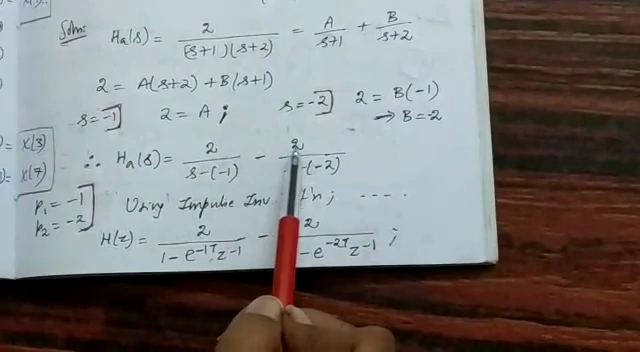 Soln: Ha(s) = 2 / (s+1)(s+2) = A / s+1 + B / s+2
2 = A(s+2) + B(s+1)
s=-1] 2 = A; s=-2] 2 = B(-1)
→ B=-2
= X(3)
= X(7)
∴ Ha(s) = 2 / s-(-1) - 2 / -(-2)
P1 = -1
P2 = -2]
Using Impulse Inv t'n; ----
H(z) = 2 / 1-e^-1T z^-1 - 2 / -e^-2T z^-1 ;